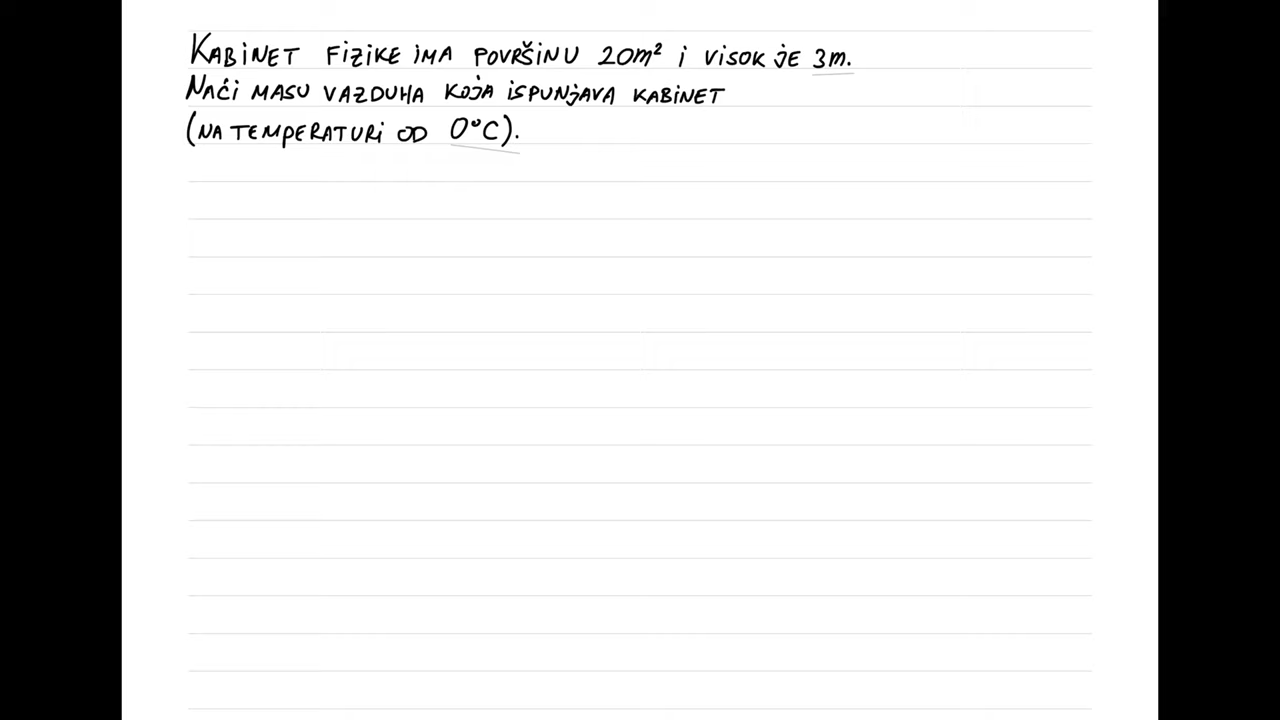 KABINET FIZIKE IMA POVRŠINU 20m² i VISOK JE 3m.
NAĆI MASU VAZDUHA KOJA ISPUNJAVA KABINET
(NA TEMPERATURI OD 0°C).